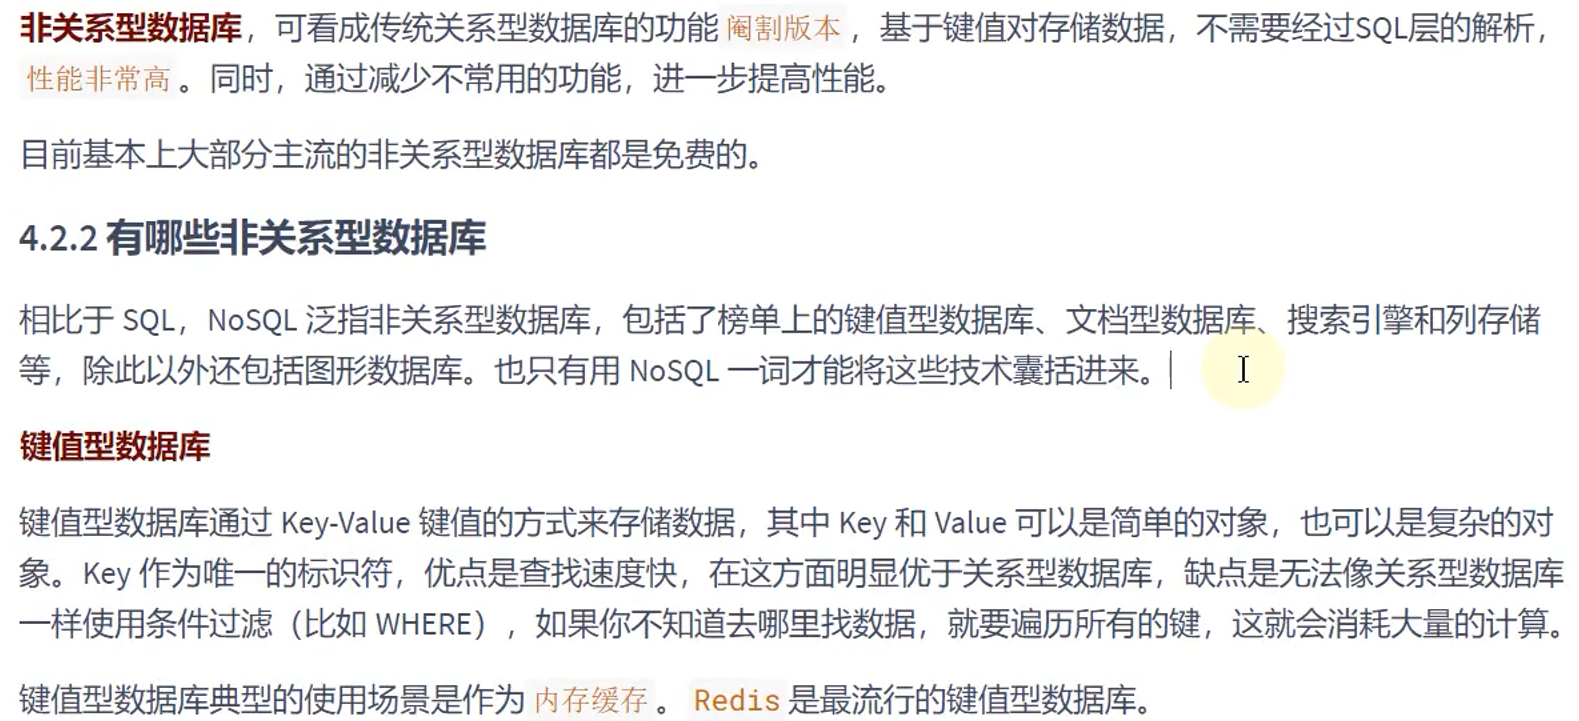 非关系型数据库，可看成传统关系型数据库的功能 阉割版本 ，基于键值对存储数据，不需要经过SQL层的解析，
性能非常高 。同时，通过减少不常用的功能，进一步提高性能。
目前基本上大部分主流的非关系型数据库都是免费的。
4.2.2 有哪些非关系型数据库
相比于 SQL，NoSQL 泛指非关系型数据库，包括了榜单上的键值型数据库、文档型数据库、搜索引擎和列存储
等，除此以外还包括图形数据库。也只有用 NoSQL 一词才能将这些技术囊括进来。
键值型数据库
键值型数据库通过 Key-Value 键值的方式来存储数据，其中 Key 和 Value 可以是简单的对象，也可以是复杂的对
象。Key 作为唯一的标识符，优点是查找速度快，在这方面明显优于关系型数据库，缺点是无法像关系型数据库
一样使用条件过滤（比如 WHERE），如果你不知道去哪里找数据，就要遍历所有的键，这就会消耗大量的计算。
键值型数据库典型的使用场景是作为 内存缓存 。 Redis 是最流行的键值型数据库。